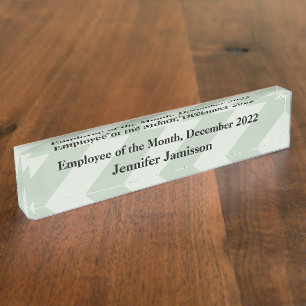 Employee of the Month, December 2022
Jennifer Jamisson